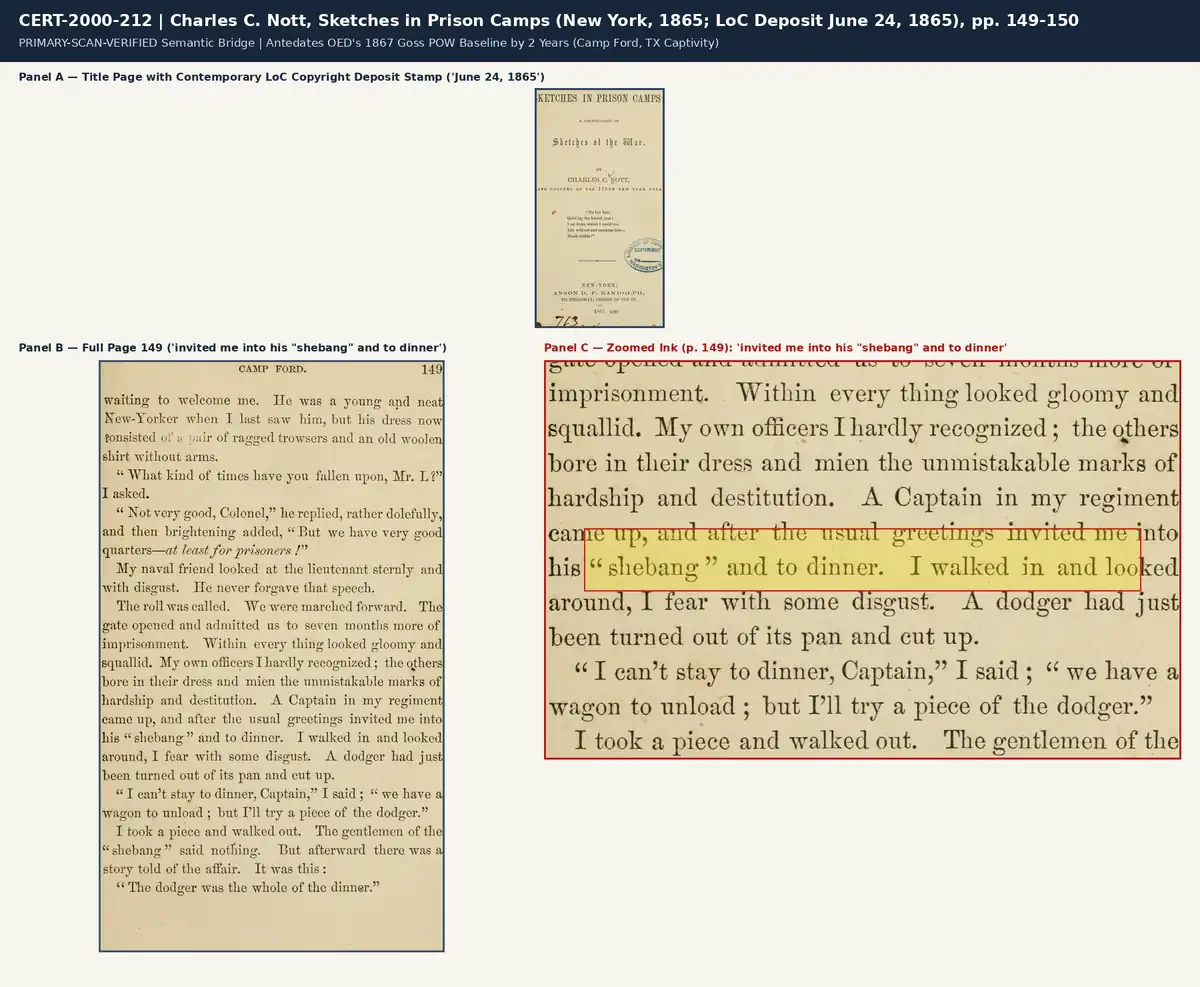 CERT-2000-212 | Charles C. Nott, Sketches in Prison Camps (New York, 1865; LoC Deposit June 24, 1865), pp. 149-150
PRIMARY-SCAN-VERIFIED Semantic Bridge | Antedates OED's 1867 Goss POW Baseline by 2 Years (Camp Ford, TX Captivity)
Panel A — Title Page with Contemporary LoC Copyright Deposit Stamp ('June 24, 1865')
KETCHES IN PRISON CAMPS
A CONTINUATION OF
Sketches of the War.
BY
CHARLES C. NOTT,
NEW-YORK:
ANSON D. F. RANDOLPH,
1865.
763.
Panel B — Full Page 149 ('invited me into his "shebang" and to dinner')
CAMP FORD. 149
waiting to welcome me. He was a young and neat
New-Yorker when I last saw him, but his dress now
consisted of a pair of ragged trowsers and an old woolen
shirt without arms.
“ What kind of times have you fallen upon, Mr. L?”
I asked.
“ Not very good, Colonel,” he replied, rather dolefully,
and then brightening added, “ But we have very good
quarters—at least for prisoners !”
My naval friend looked at the lieutenant sternly and
with disgust. He never forgave that speech.
The roll was called. We were marched forward. The
gate opened and admitted us to seven months more of
imprisonment. Within every thing looked gloomy and
squallid. My own officers I hardly recognized ; the others
bore in their dress and mien the unmistakable marks of
hardship and destitution. A Captain in my regiment
came up, and after the usual greetings invited me into
his “ shebang ” and to dinner. I walked in and looked
around, I fear with some disgust. A dodger had just
been turned out of its pan and cut up.
“ I can’t stay to dinner, Captain,” I said ; “ we have a
wagon to unload ; but I’ll try a piece of the dodger.”
I took a piece and walked out. The gentlemen of the
“ shebang ” said nothing. But afterward there was a
story told of the affair. It was this :
“ The dodger was the whole of the dinner.”
Panel C — Zoomed Ink (p. 149): 'invited me into his "shebang" and to dinner'
gate opened and admitted us to seven months more of
imprisonment. Within every thing looked gloomy and
squallid. My own officers I hardly recognized ; the others
bore in their dress and mien the unmistakable marks of
hardship and destitution. A Captain in my regiment
came up, and after the usual greetings invited me into
his “ shebang ” and to dinner. I walked in and looked
around, I fear with some disgust. A dodger had just
been turned out of its pan and cut up.
“ I can’t stay to dinner, Captain,” I said ; “ we have a
wagon to unload ; but I’ll try a piece of the dodger.”
I took a piece and walked out. The gentlemen of the